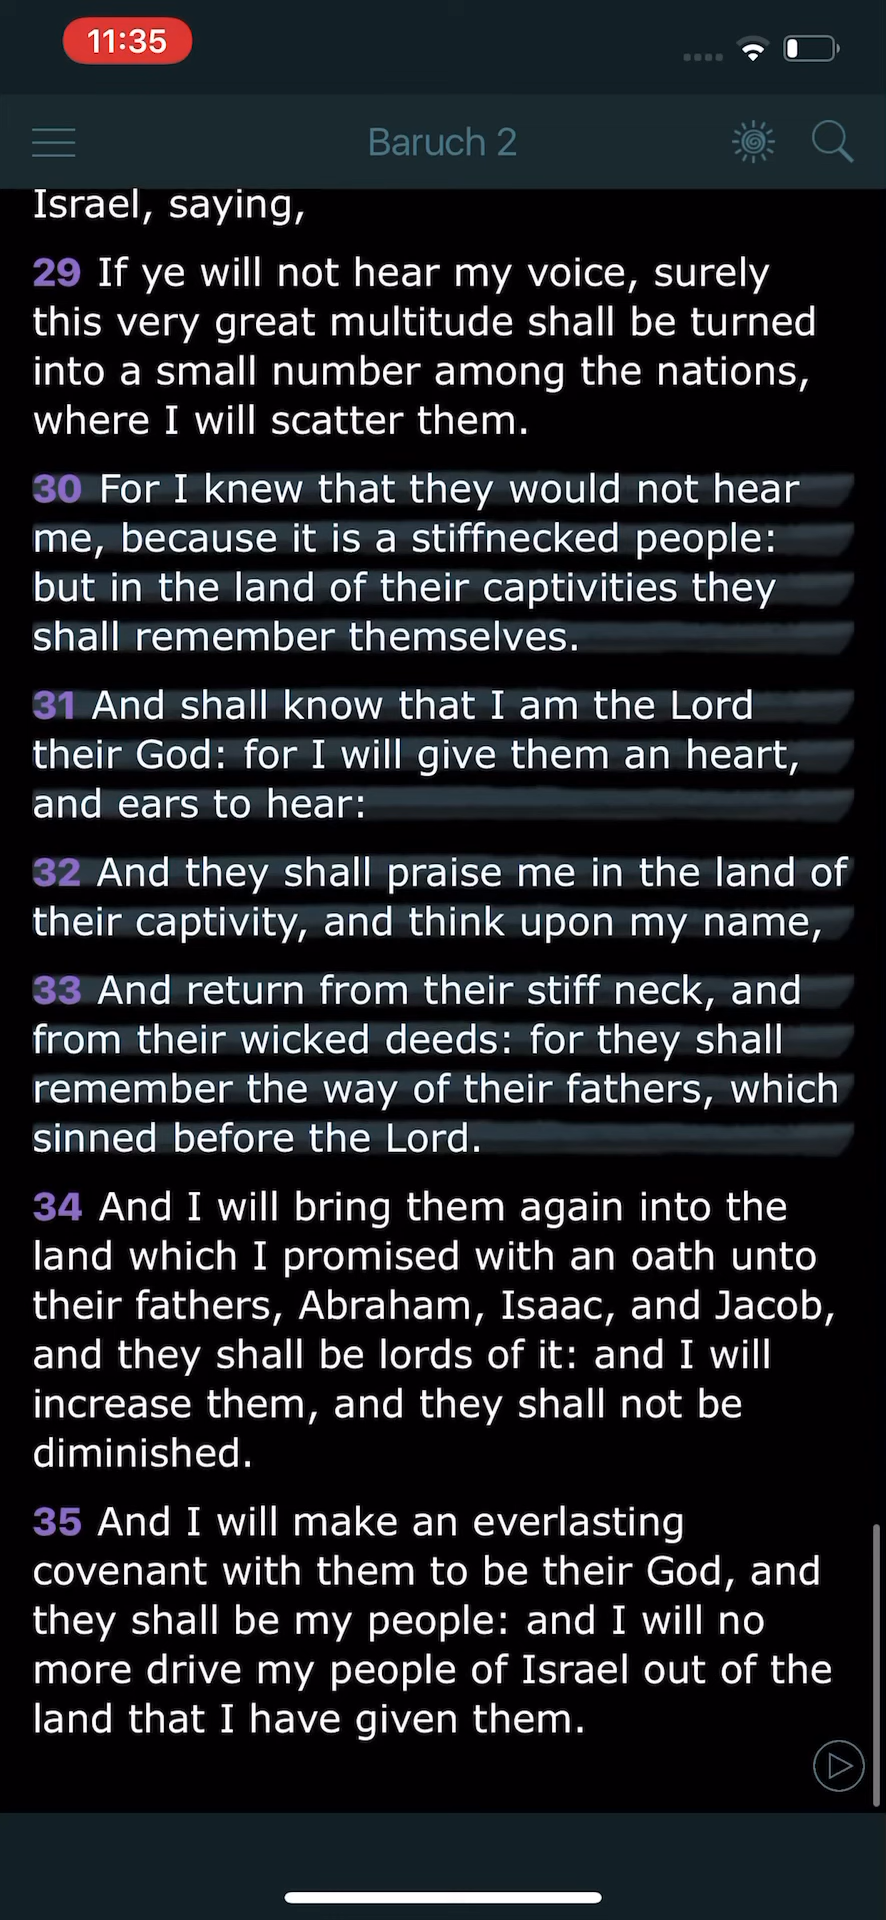 11:35
Baruch 2
Israel, saying,
29 If ye will not hear my voice, surely
this very great multitude shall be turned
into a small number among the nations,
where I will scatter them.
30 For I knew that they would not hear
me, because it is a stiffnecked people:
but in the land of their captivities they
shall remember themselves.
31 And shall know that I am the Lord
their God: for I will give them an heart,
and ears to hear:
32 And they shall praise me in the land of
their captivity, and think upon my name,
33 And return from their stiff neck, and
from their wicked deeds: for they shall
remember the way of their fathers, which
sinned before the Lord.
34 And I will bring them again into the
land which I promised with an oath unto
their fathers, Abraham, Isaac, and Jacob,
and they shall be lords of it: and I will
increase them, and they shall not be
diminished.
35 And I will make an everlasting
covenant with them to be their God, and
they shall be my people: and I will no
more drive my people of Israel out of the
land that I have given them.